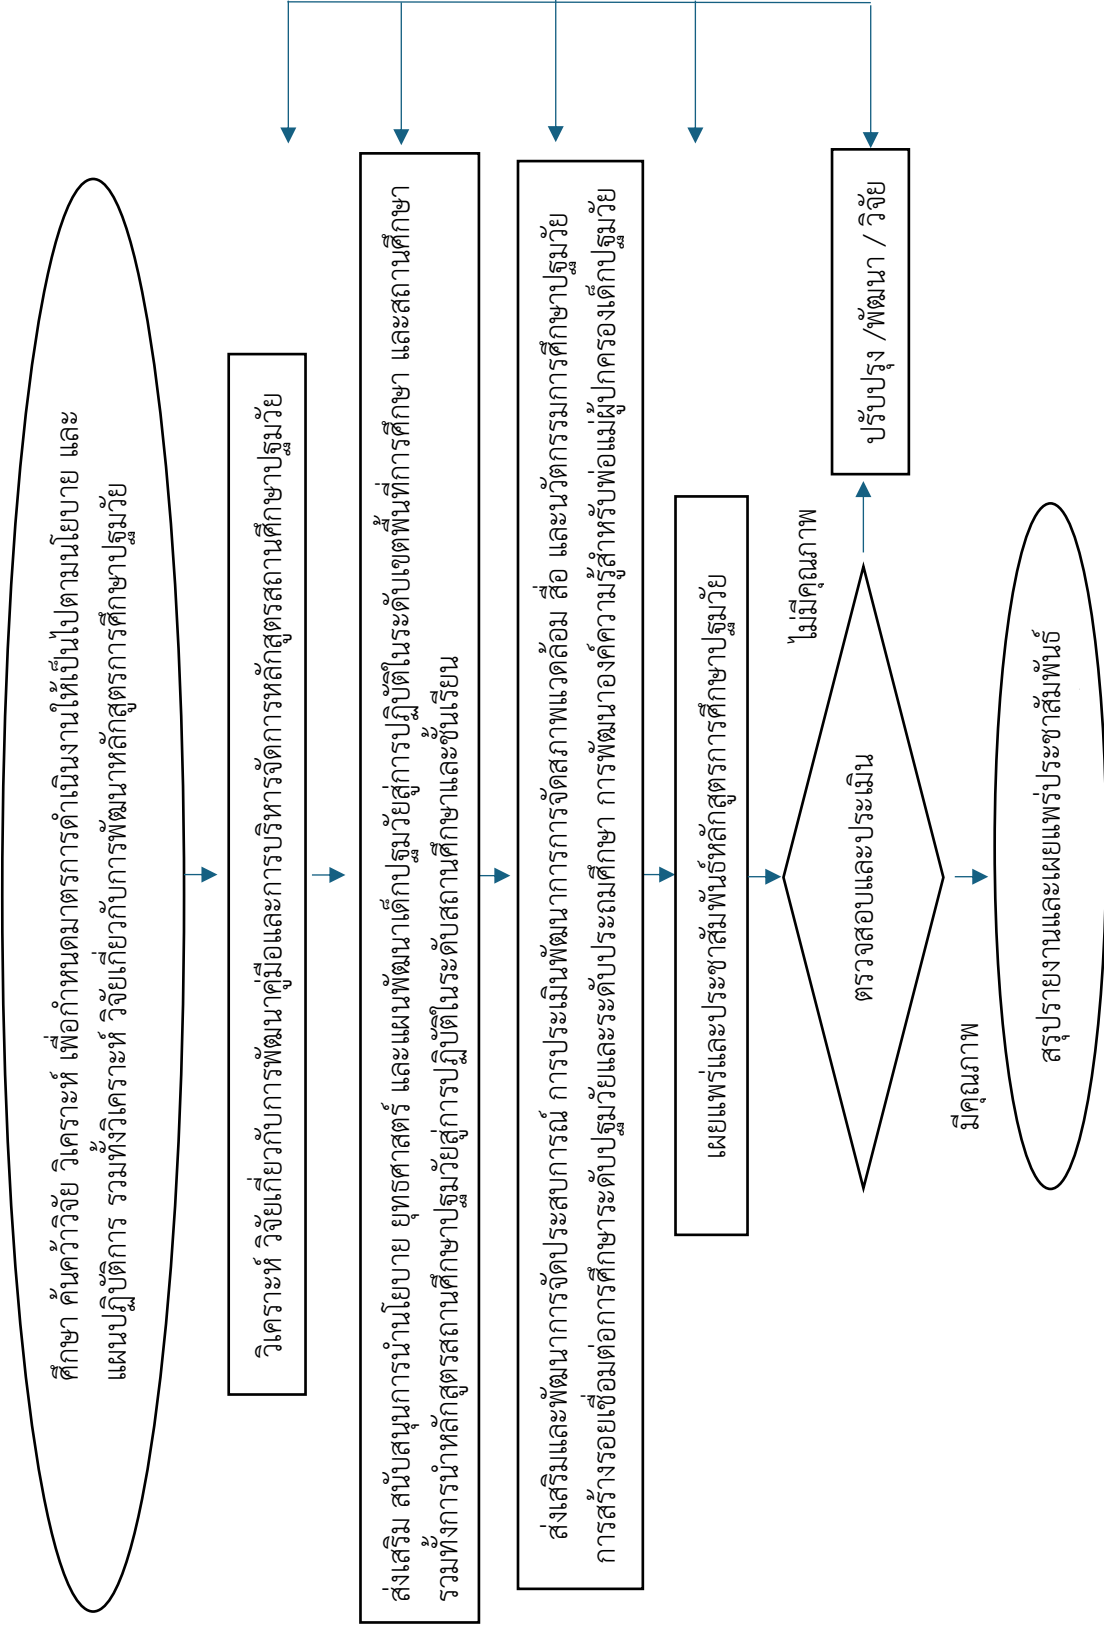 ศึกษา ค้นคว้าวิจัย วิเคราะห์ เพื่อกำหนดมาตรการดำเนินงานให้เป็นไปตามนโยบาย และ
แผนปฏิบัติการ รวมทั้งวิเคราะห์ วิจัยเกี่ยวกับการพัฒนาหลักสูตรการศึกษาปฐมวัย
วิเคราะห์ วิจัยเกี่ยวกับการพัฒนาคู่มือและการบริหารจัดการหลักสูตรสถานศึกษาปฐมวัย
ส่งเสริม สนับสนุนการนำนโยบาย ยุทธศาสตร์ และแผนพัฒนาเด็กปฐมวัยสู่การปฏิบัติในระดับเขตพื้นที่การศึกษา และสถานศึกษา
รวมทั้งการนำหลักสูตรสถานศึกษาปฐมวัยสู่การปฏิบัติในระดับสถานศึกษาและชั้นเรียน
ส่งเสริมและพัฒนาการจัดประสบการณ์ การประเมินพัฒนาการการจัดสภาพแวดล้อม สื่อ และนวัตกรรมการศึกษาปฐมวัย
การสร้างรอยเชื่อมต่อการศึกษาระดับปฐมวัยและระดับประถมศึกษา การพัฒนาองค์ความรู้สำหรับพ่อแม่ผู้ปกครองเด็กปฐมวัย
เผยแพร่และประชาสัมพันธ์หลักสูตรการศึกษาปฐมวัย
ตรวจสอบและประเมิน
ไม่มีคุณภาพ
ปรับปรุง /พัฒนา / วิจัย
มีคุณภาพ
สรุปรายงานและเผยแพร่ประชาสัมพันธ์